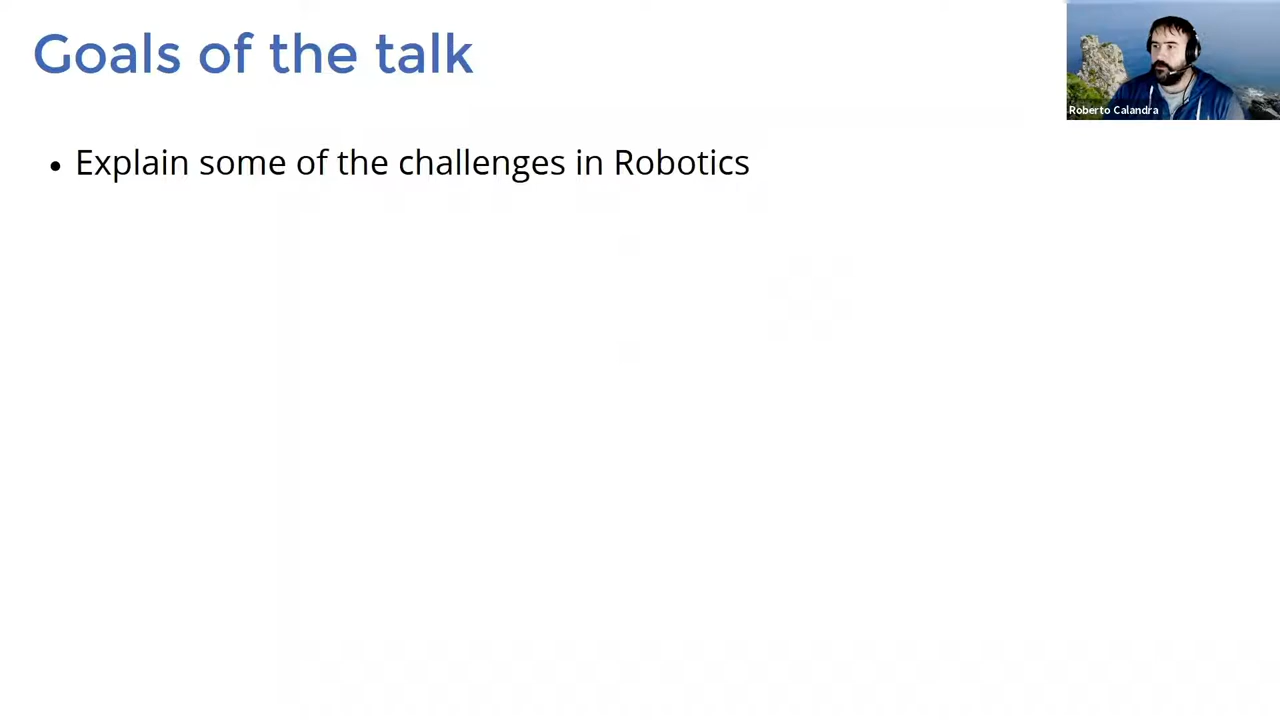 Goals of the talk
Roberto Calandra
• Explain some of the challenges in Robotics